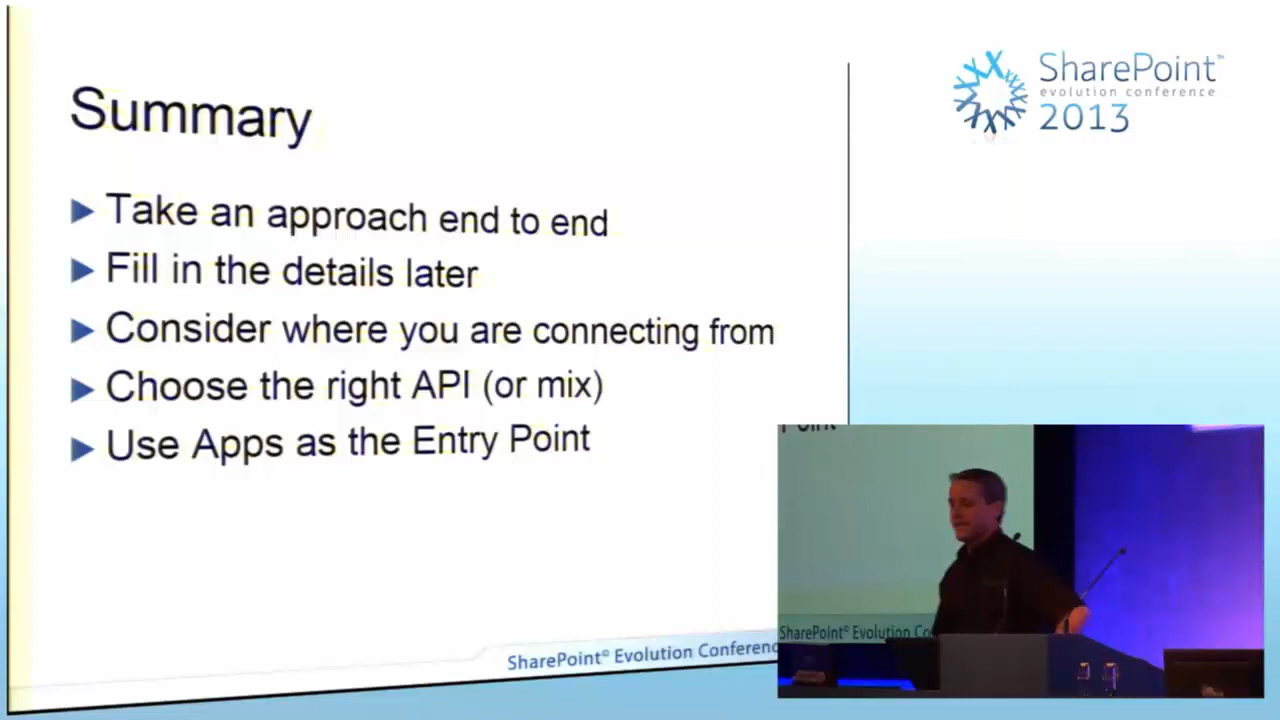 Summary
Take an approach end to end
Fill in the details later
Consider where you are connecting from
Choose the right API (or mix)
Use Apps as the Entry Point
SharePoint© Evolution Conferenc
SharePoint™
evolution conference
2013
Point
SharePoint© Evolution Co